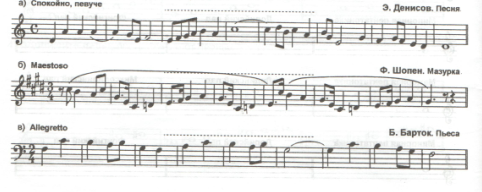 а) Спокойно, певуче
Э. Денисов. Песня
б) Maestoso
Ф. Шопен. Мазурка
в) Allegretto
Б. Барток. Пьеса